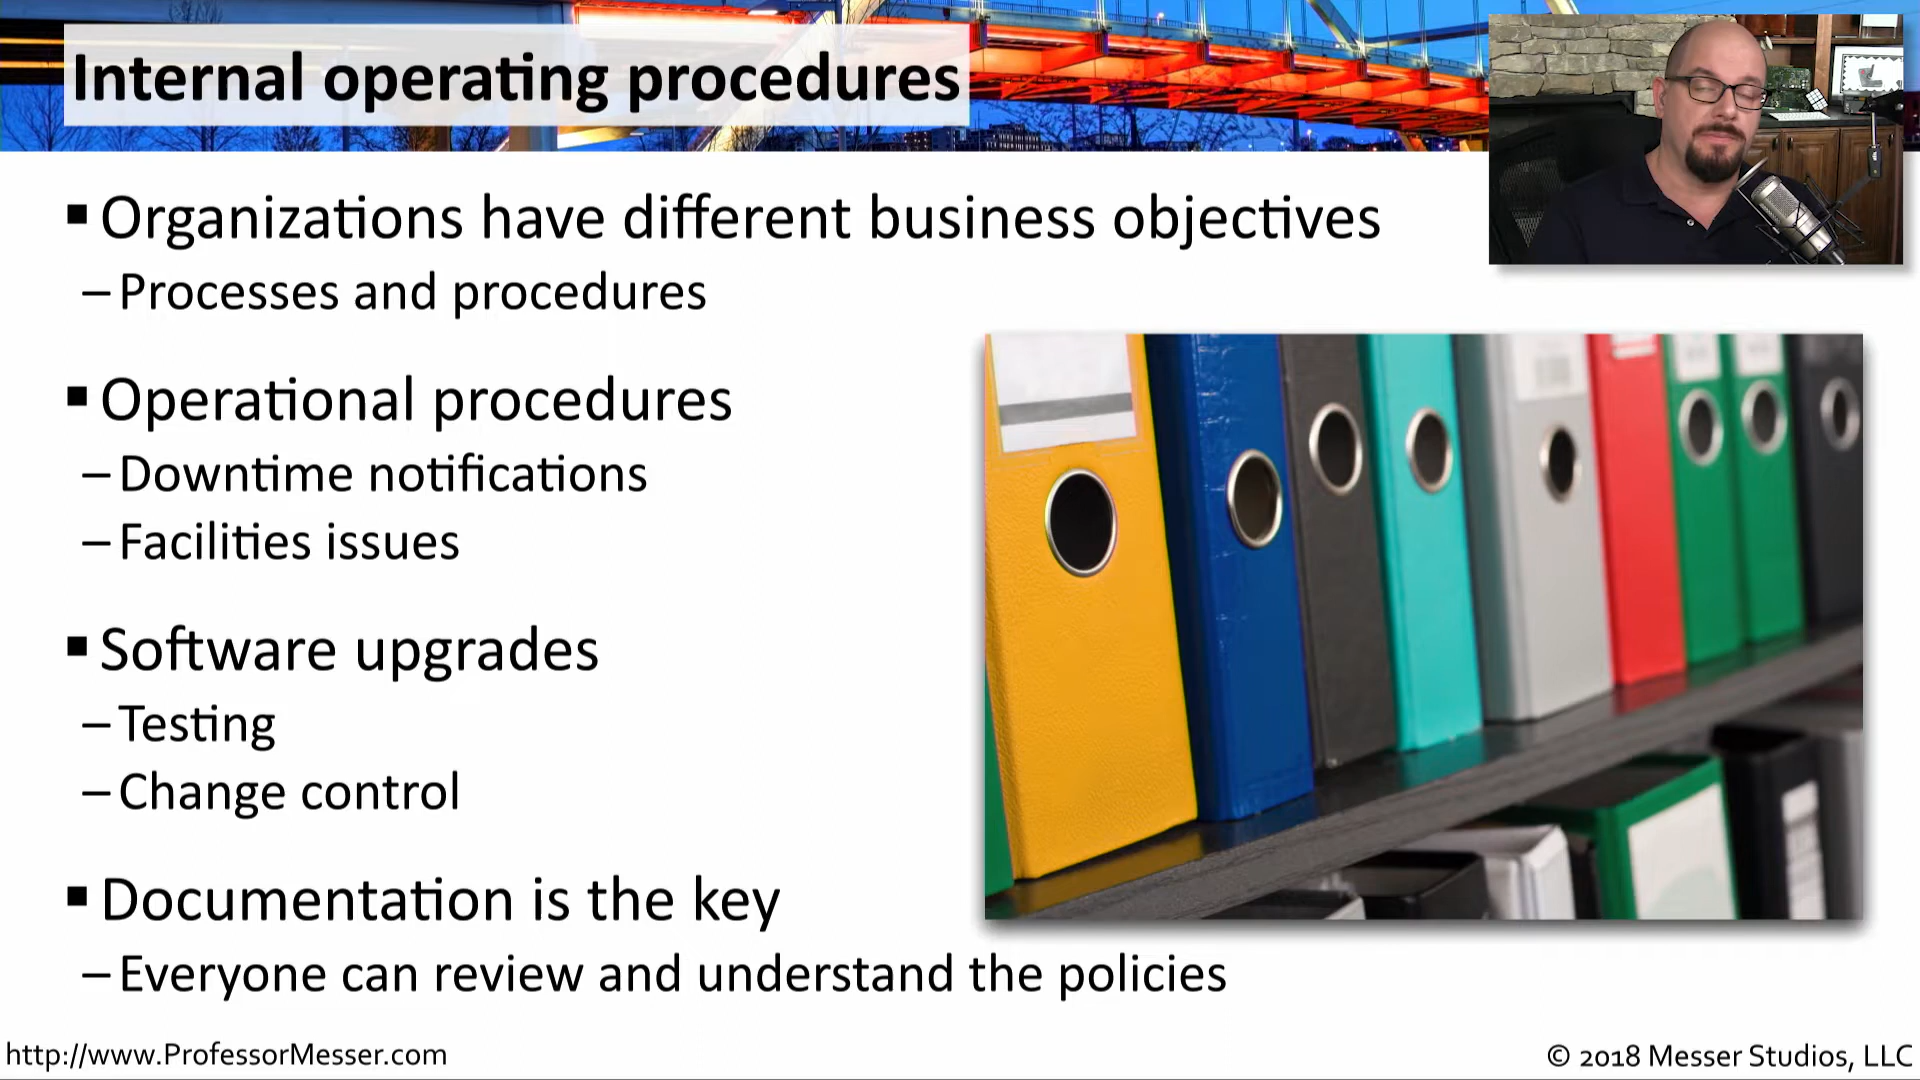 Internal operating procedures
▪ Organizations have different business objectives
– Processes and procedures
▪ Operational procedures
– Downtime notifications
– Facilities issues
▪ Software upgrades
– Testing
– Change control
▪ Documentation is the key
– Everyone can review and understand the policies
http://www.ProfessorMesser.com
© 2018 Messer Studios, LLC